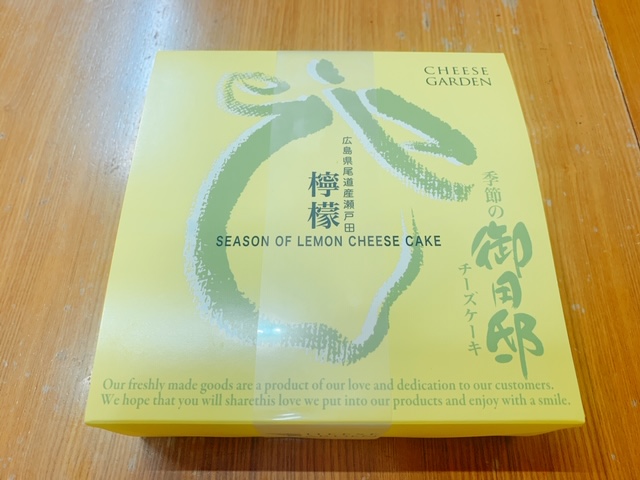 CHEESE
GARDEN
広島県尾道産瀬戸田
檸檬
SEASON OF LEMON CHEESE CAKE
季節の
御用邸
チーズケーキ
Our freshly made goods are a product of our love and dedication to our customers.
We hope that you will sharethis love we put into our products and enjoy with a smile.